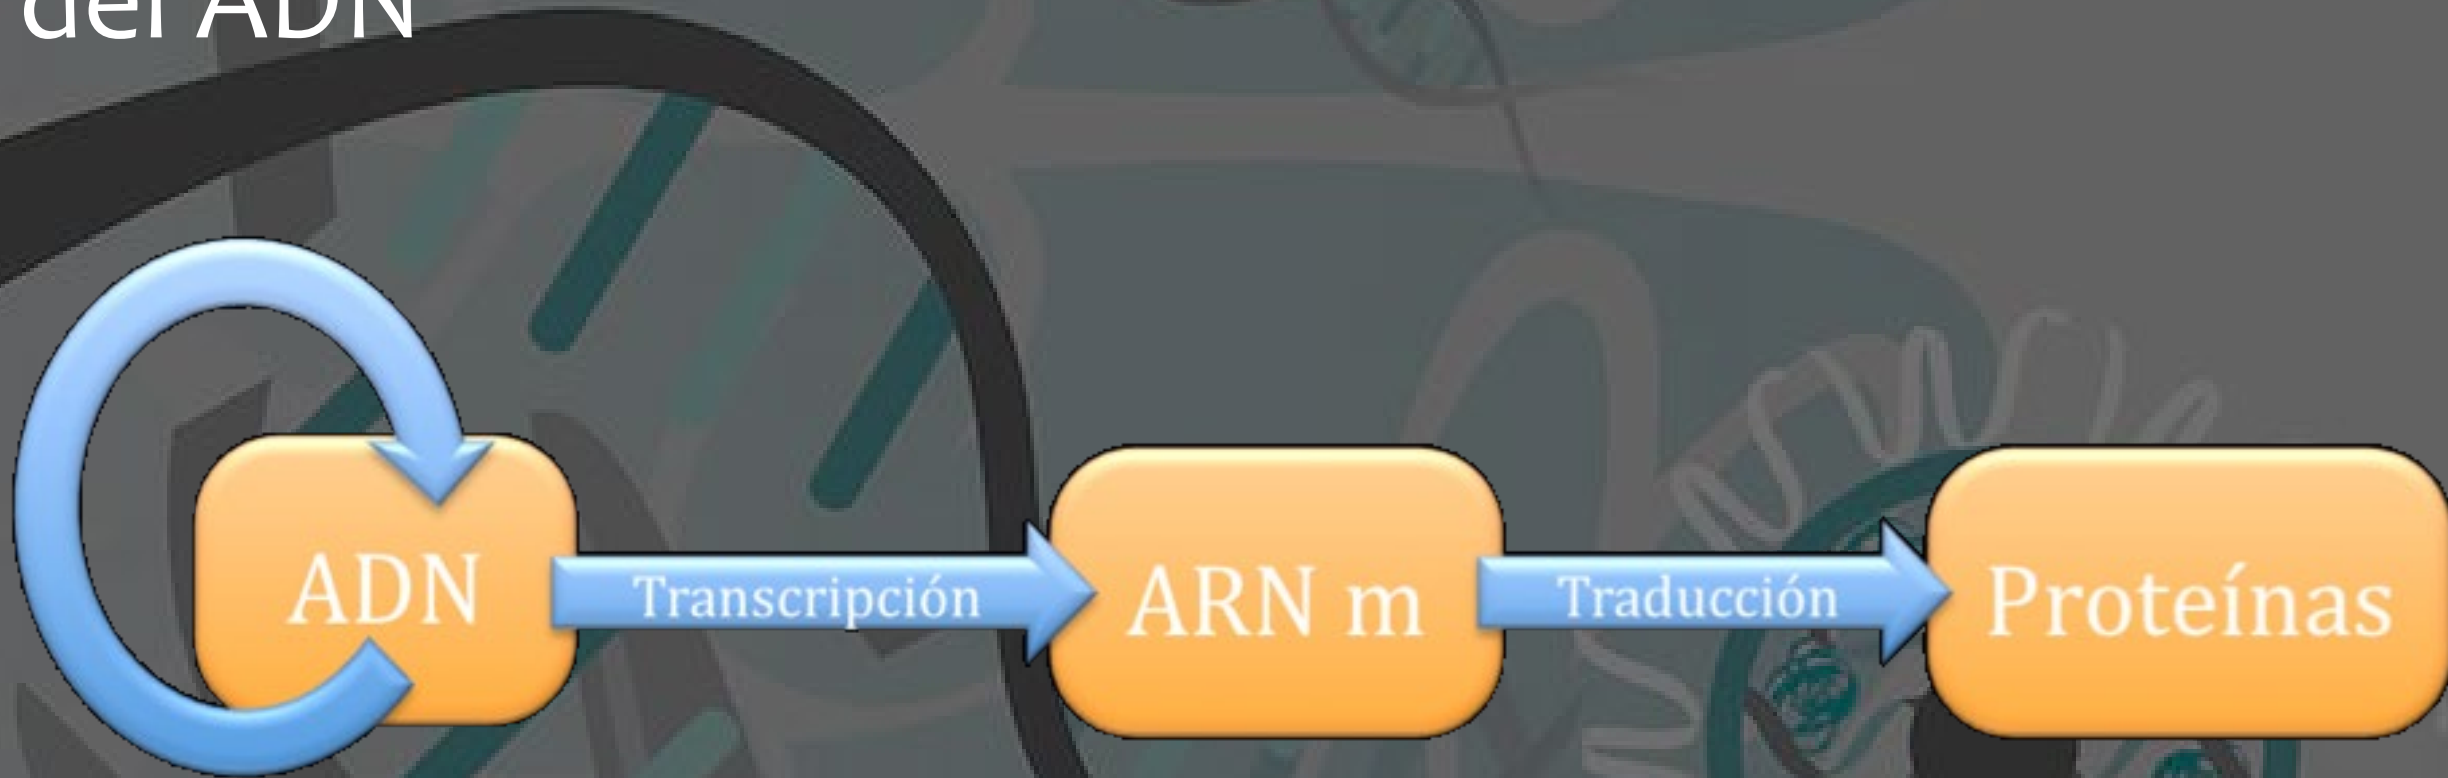 del ADN
ADN
Transcripción
ARN m
Traducción
Proteínas